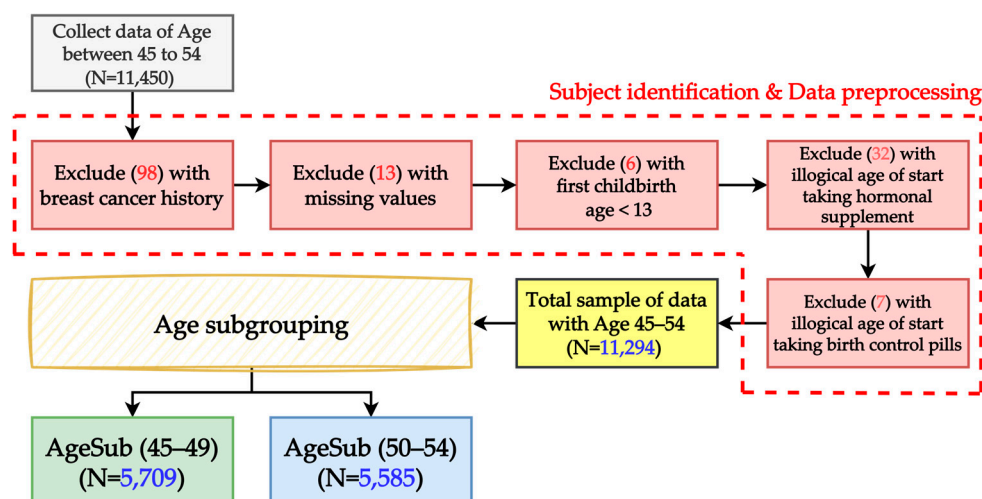 Collect data of Age
between 45 to 54
(N=11,450)
Subject identification & Data preprocessing
Exclude (98) with
breast cancer history
Exclude (13) with
missing values
Exclude (6) with
first childbirth
age < 13
Exclude (32) with
illogical age of start
taking hormonal
supplement
Exclude (7) with
illogical age of start
taking birth control pills
Total sample of data
with Age 45–54
(N=11,294)
Age subgrouping
AgeSub (45–49)
(N=5,709)
AgeSub (50–54)
(N=5,585)